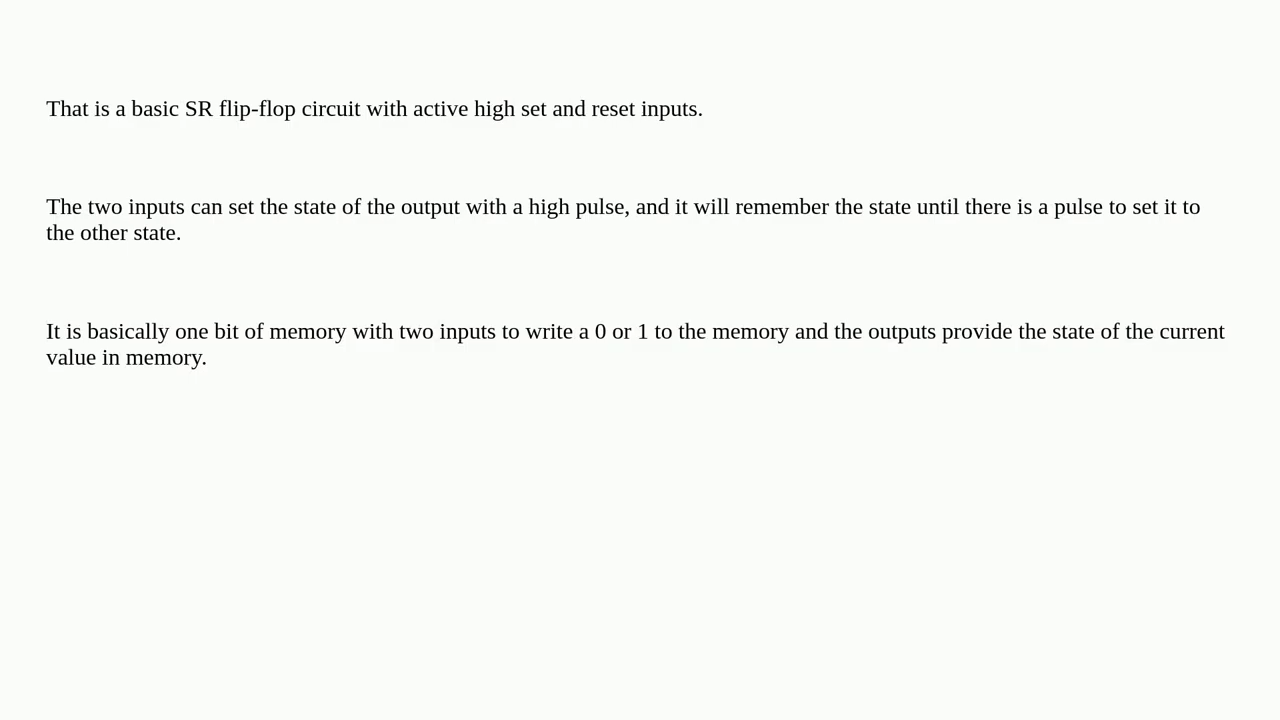 That is a basic SR flip-flop circuit with active high set and reset inputs.
The two inputs can set the state of the output with a high pulse, and it will remember the state until there is a pulse to set it to
the other state.
It is basically one bit of memory with two inputs to write a 0 or 1 to the memory and the outputs provide the state of the current
value in memory.